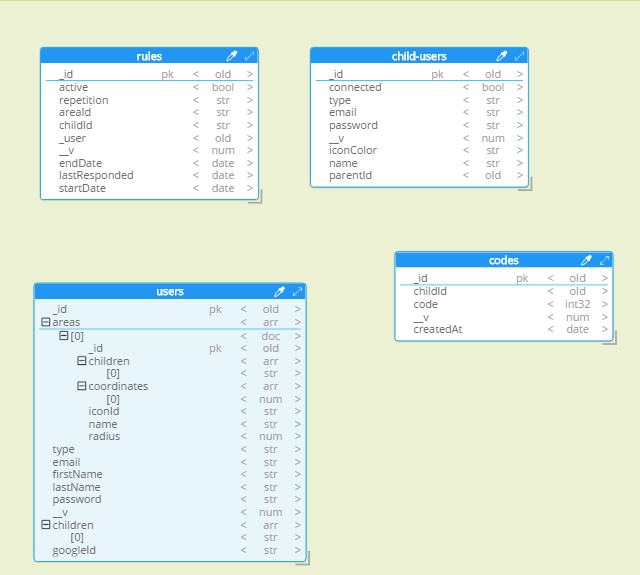 rules
_id pk < oId >
active < bool >
repetition < str >
areaId < str >
childId < str >
_user < oId >
__v < num >
endDate < date >
lastResponded < date >
startDate < date >
child-users
_id pk < oId >
connected < bool >
type < str >
email < str >
password < str >
__v < num >
iconColor < str >
name < str >
parentId < oId >
codes
_id pk < oId >
childId < oId >
code < int32 >
__v < num >
createdAt < date >
users
_id pk < oId >
areas < arr >
[0] < doc >
_id pk < oId >
children < arr >
[0] < str >
coordinates < arr >
[0] < num >
iconId < str >
name < str >
radius < num >
type < str >
email < str >
firstName < str >
lastName < str >
password < str >
__v < num >
children < arr >
[0] < str >
googleId < str >